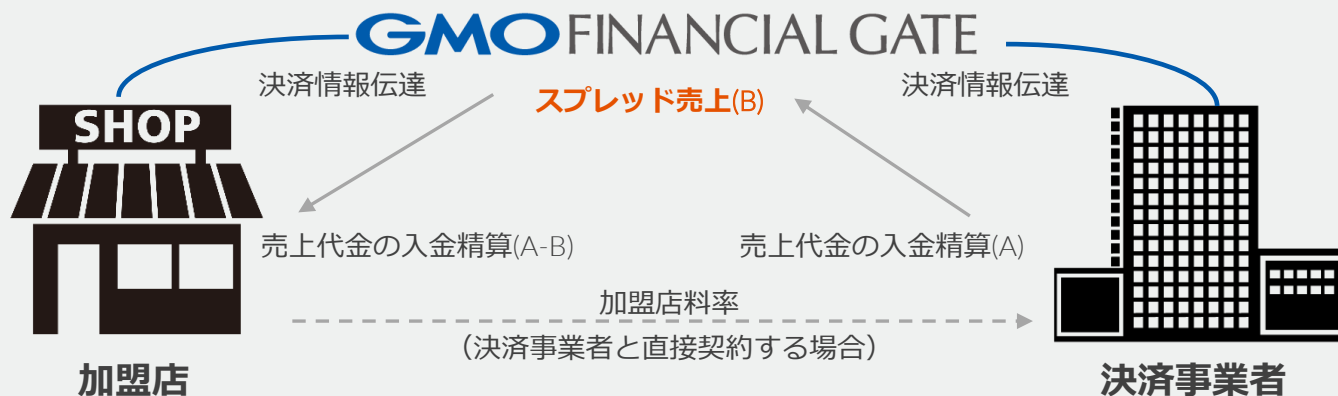 GMO FINANCIAL GATE
決済情報伝達
スプレッド売上(B)
決済情報伝達
SHOP
売上代金の入金精算(A-B)
売上代金の入金精算(A)
加盟店料率
（決済事業者と直接契約する場合）
加盟店
決済事業者